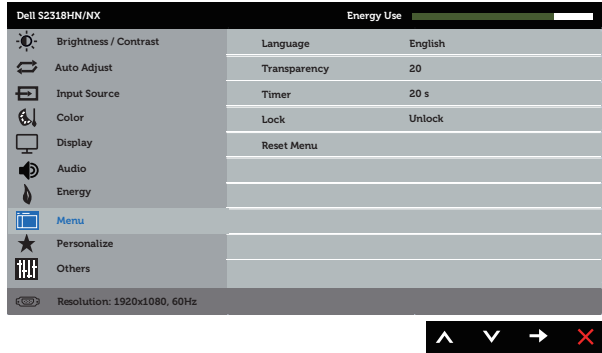 Dell S2318HN/NX Energy Use
Brightness / Contrast
Auto Adjust
Input Source
Color
Display
Audio
Energy
Menu
Personalize
Others
Language English
Transparency 20
Timer 20 s
Lock Unlock
Reset Menu
Resolution: 1920x1080, 60Hz